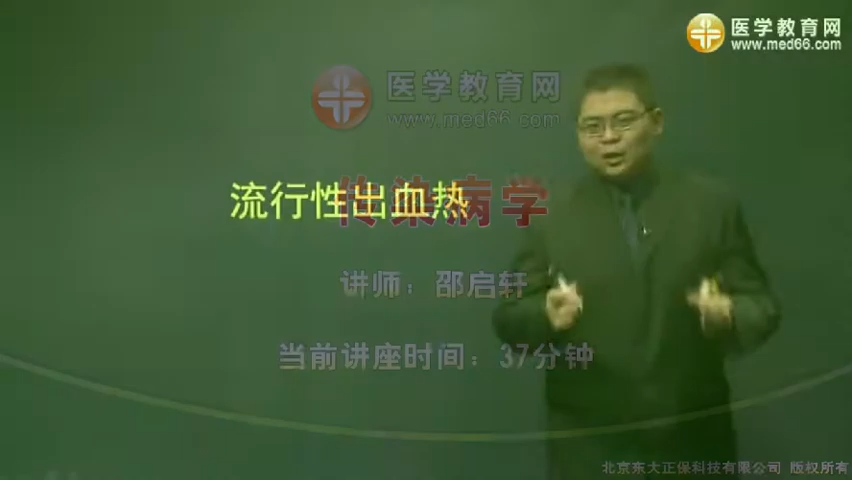 医学教育网
www.med66.com
医学教育网
www.med66.com
流行性出血热
传染病学
讲师：邵启轩
当前讲座时间：37分钟
北京东大正保科技有限公司 版权所有